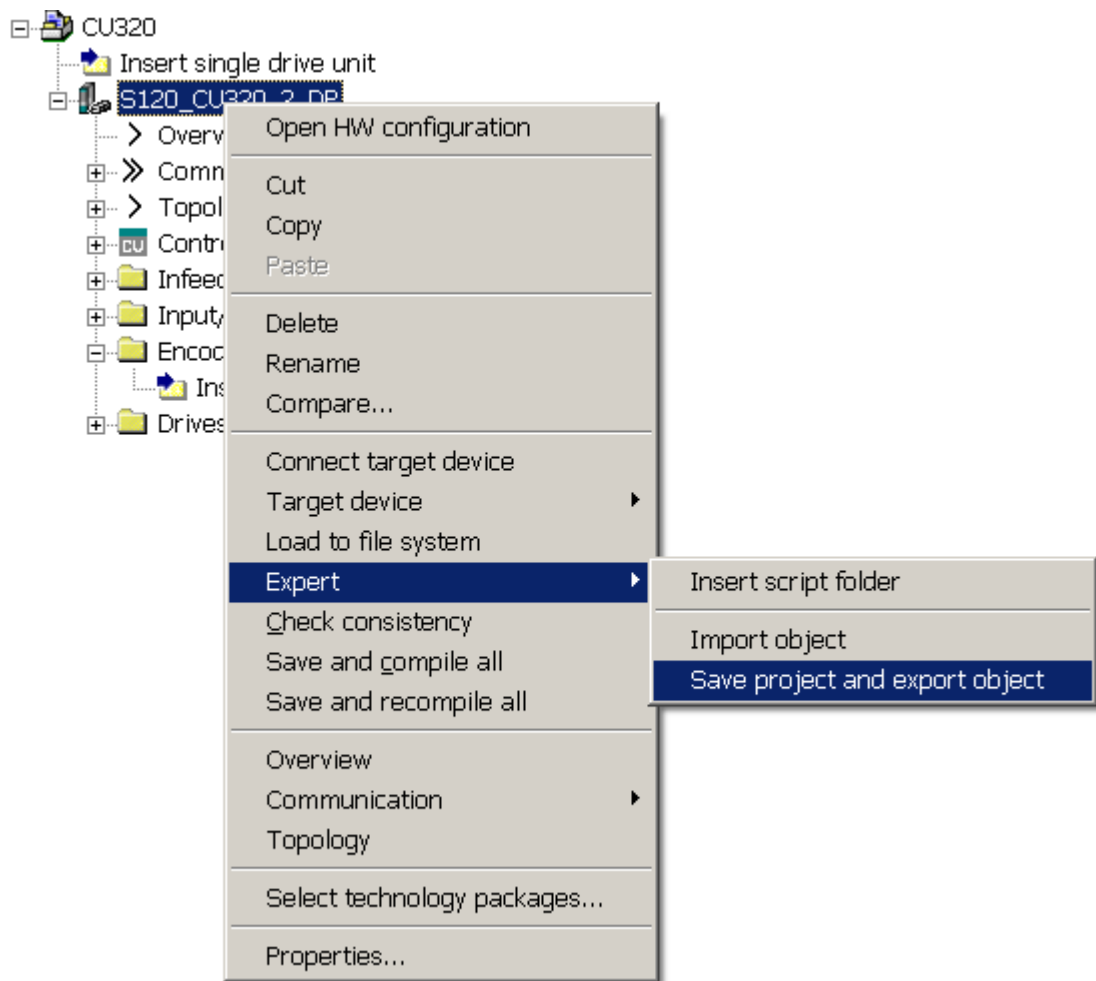 CU320
Insert single drive unit
S120_CU320_2_DP
Open HW configuration
Cut
Copy
Paste
Delete
Rename
Compare...
Connect target device
Target device
Load to file system
Expert
Check consistency
Save and compile all
Save and recompile all
Overview
Communication
Topology
Select technology packages...
Properties...
Insert script folder
Import object
Save project and export object
Overv
Comm
Topol
CU Contr
Infeed
Input/
Encod
Ins
Drives